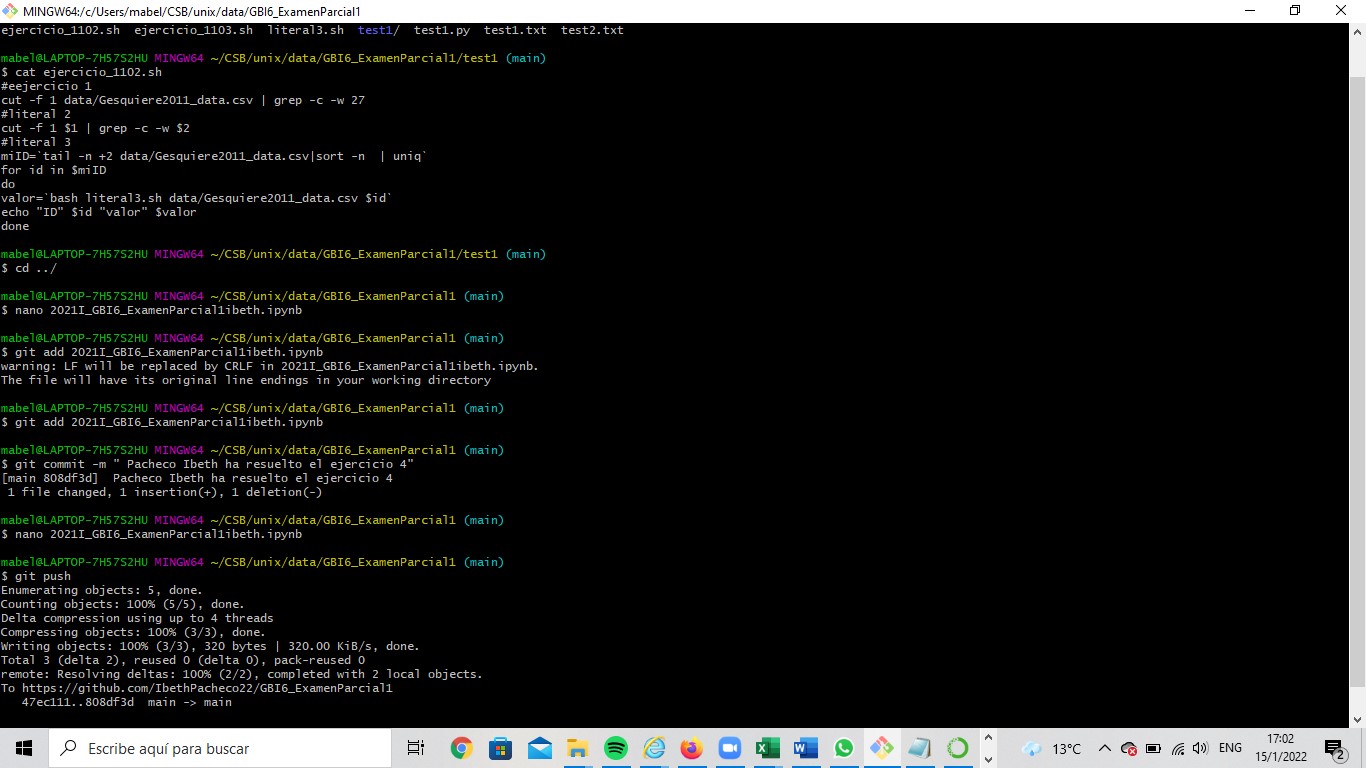 MINGW64:/c/Users/mabel/CSB/unix/data/GBI6_ExamenParcial1
ejercicio_1102.sh  ejercicio_1103.sh  literal3.sh  test1/  test1.py  test1.txt  test2.txt
mabel@LAPTOP-7H57S2HU MINGW64 ~/CSB/unix/data/GBI6_ExamenParcial1/test1 (main)
$ cat ejercicio_1102.sh
#eejercicio 1
cut -f 1 data/Gesquiere2011_data.csv | grep -c -w 27
#literal 2
cut -f 1 $1 | grep -c -w $2
#literal 3
miID=`tail -n +2 data/Gesquiere2011_data.csv|sort -n  | uniq`
for id in $miID
do
valor=`bash literal3.sh data/Gesquiere2011_data.csv $id`
echo "ID" $id "valor" $valor
done
mabel@LAPTOP-7H57S2HU MINGW64 ~/CSB/unix/data/GBI6_ExamenParcial1/test1 (main)
$ cd ../
mabel@LAPTOP-7H57S2HU MINGW64 ~/CSB/unix/data/GBI6_ExamenParcial1 (main)
$ nano 2021I_GBI6_ExamenParcial1ibeth.ipynb
mabel@LAPTOP-7H57S2HU MINGW64 ~/CSB/unix/data/GBI6_ExamenParcial1 (main)
$ git add 2021I_GBI6_ExamenParcial1ibeth.ipynb
warning: LF will be replaced by CRLF in 2021I_GBI6_ExamenParcial1ibeth.ipynb.
The file will have its original line endings in your working directory
mabel@LAPTOP-7H57S2HU MINGW64 ~/CSB/unix/data/GBI6_ExamenParcial1 (main)
$ git add 2021I_GBI6_ExamenParcial1ibeth.ipynb
mabel@LAPTOP-7H57S2HU MINGW64 ~/CSB/unix/data/GBI6_ExamenParcial1 (main)
$ git commit -m " Pacheco Ibeth ha resuelto el ejercicio 4"
[main 808df3d]  Pacheco Ibeth ha resuelto el ejercicio 4
 1 file changed, 1 insertion(+), 1 deletion(-)
mabel@LAPTOP-7H57S2HU MINGW64 ~/CSB/unix/data/GBI6_ExamenParcial1 (main)
$ nano 2021I_GBI6_ExamenParcial1ibeth.ipynb
mabel@LAPTOP-7H57S2HU MINGW64 ~/CSB/unix/data/GBI6_ExamenParcial1 (main)
$ git push
Enumerating objects: 5, done.
Counting objects: 100% (5/5), done.
Delta compression using up to 4 threads
Compressing objects: 100% (3/3), done.
Writing objects: 100% (3/3), 320 bytes | 320.00 KiB/s, done.
Total 3 (delta 2), reused 0 (delta 0), pack-reused 0
remote: Resolving deltas: 100% (2/2), completed with 2 local objects.
To https://github.com/IbethPacheco22/GBI6_ExamenParcial1
   47ec111..808df3d  main -> main
Escribe aquí para buscar
13°C
ENG
17:02
15/1/2022
2